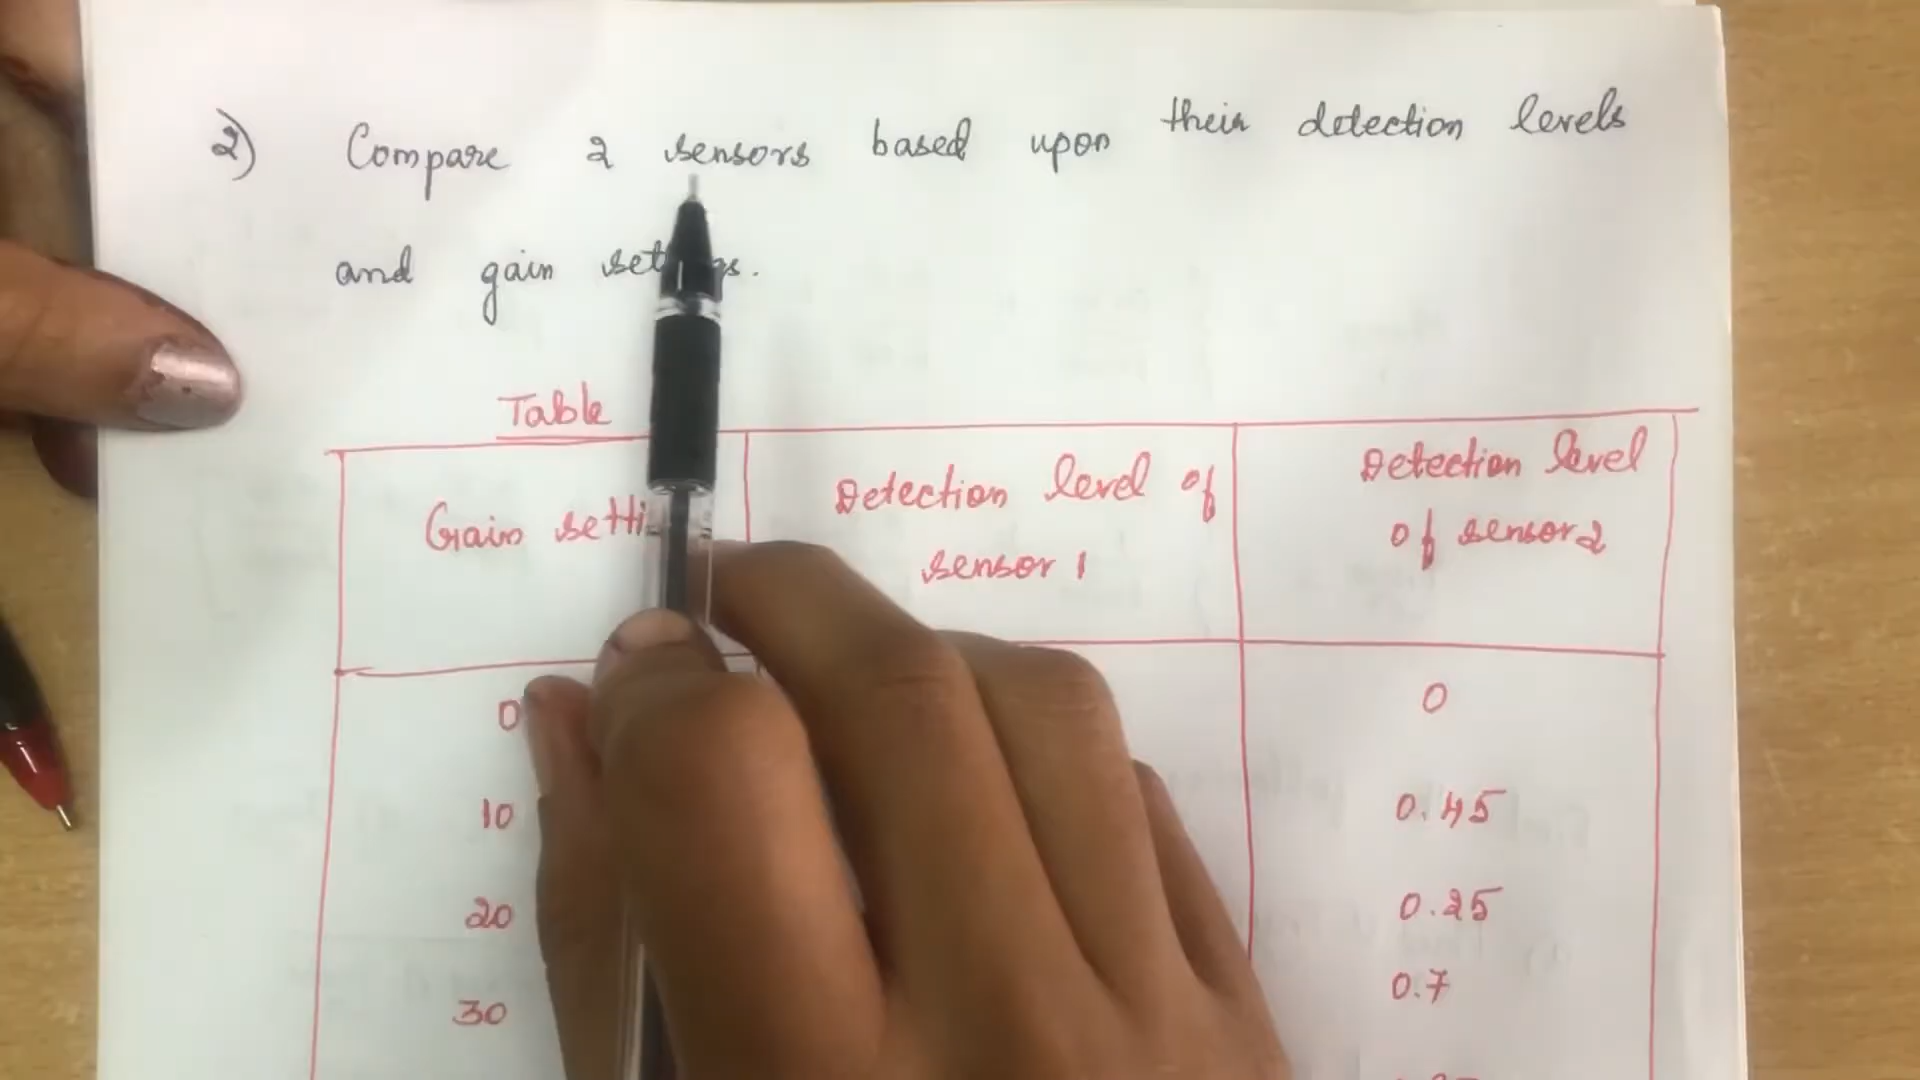 2) Compare 2 sensors based upon their detection levels
and gain
Table
Gain
Detection level of
sensor 1
Detection level
of sensor 2
0 0
10 0.45
20 0.25
30 0.7